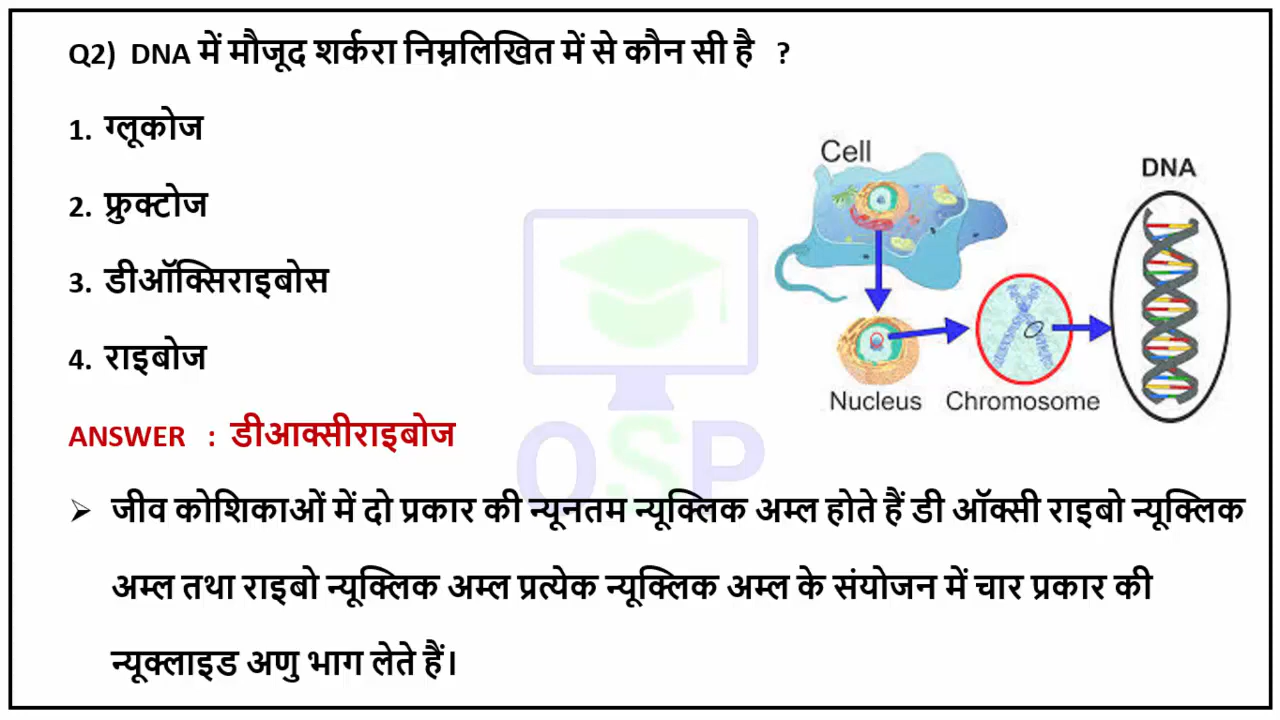 Q2) DNA में मौजूद शर्करा निम्नलिखित में से कौन सी है ?
1. ग्लूकोज
2. फ्रुक्टोज
3. डीऑक्सिराइबोस
4. राइबोज
ANSWER : डीआक्सीराइबोज
➢ जीव कोशिकाओं में दो प्रकार की न्यूनतम न्यूक्लिक अम्ल होते हैं डी ऑक्सी राइबो न्यूक्लिक
अम्ल तथा राइबो न्यूक्लिक अम्ल प्रत्येक न्यूक्लिक अम्ल के संयोजन में चार प्रकार की
न्यूक्लाइड अणु भाग लेते हैं।
Cell
DNA
Nucleus
Chromosome
OSP